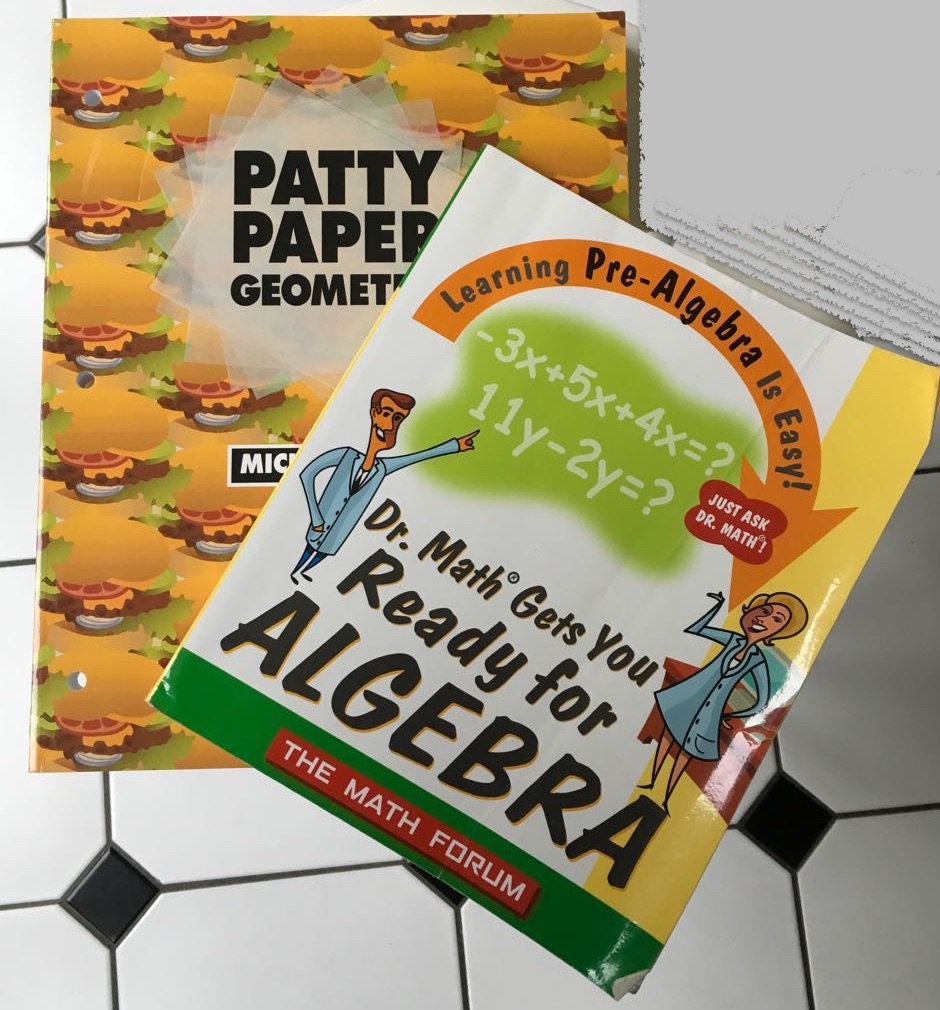 PATTY
PAPER
GEOMET
MIC
Learning Pre-Algebra Is Easy!
-3x+5x+4x=?
11y-2y=?
JUST ASK
DR. MATH®!
Dr. Math® Gets You
Ready for
ALGEBRA
THE MATH FORUM